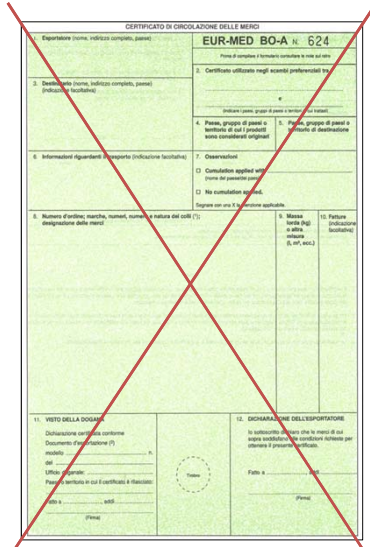 CERTIFICATO DI CIRCOLAZIONE DELLE MERCI
1. Esportatore (nome, indirizzo completo, paese)
EUR-MED BO-A N. 624
Prima di compilare il formulario consultare le note sul retro
2. Certificato utilizzato negli scambi preferenziali tra
e
(indicare i paesi, gruppi di paesi o territori di cui trattasi)
3. Destinatario (nome, indirizzo completo, paese)
(indicazione facoltativa)
4. Paese, gruppo di paesi o
territorio di cui i prodotti
sono considerati originari
5. Paese, gruppo di paesi o
territorio di destinazione
6. Informazioni riguardanti il trasporto (indicazione facoltativa)
7. Osservazioni
Cumulation applied with
(nome del paese/dei paesi)
No cumulation applied.
Segnare con una X la menzione applicabile.
8. Numero d'ordine; marche, numeri, numero e natura dei colli (¹);
designazione delle merci
9. Massa
lorda (kg)
o altra
misura
(l, m³, ecc.)
10. Fatture
(indicazione
facoltativa)
11. VISTO DELLA DOGANA
Dichiarazione certificata conforme
Documento d'esportazione (²)
modello n.
del
Ufficio doganale:
Paese o territorio in cui il certificato è rilasciato:
Fatto a addì
(Firma)
Timbro
12. DICHIARAZIONE DELL'ESPORTATORE
Io sottoscritto dichiaro che le merci di cui
sopra soddisfano alle condizioni richieste per
ottenere il presente certificato.
Fatto a addì
(Firma)